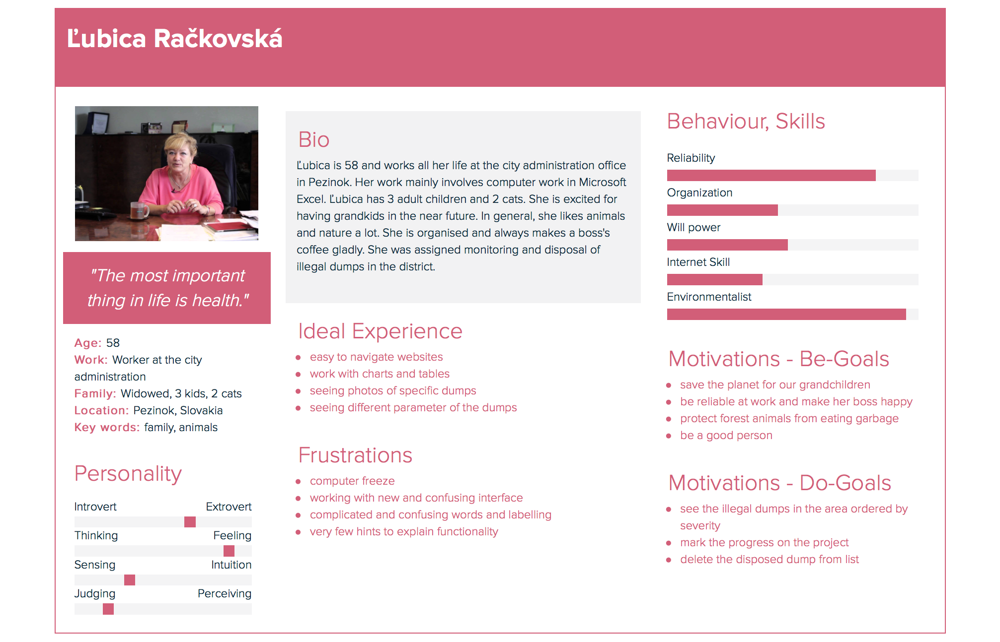 Ľubica Račkovská
"The most important
thing in life is health."
Age: 58
Work: Worker at the city
administration
Family: Widowed, 3 kids, 2 cats
Location: Pezinok, Slovakia
Key words: family, animals
Personality
Introvert Extrovert
Thinking Feeling
Sensing Intuition
Judging Perceiving
Bio
Ľubica is 58 and works all her life at the city administration office
in Pezinok. Her work mainly involves computer work in Microsoft
Excel. Ľubica has 3 adult children and 2 cats. She is excited for
having grandkids in the near future. In general, she likes animals
and nature a lot. She is organised and always makes a boss's
coffee gladly. She was assigned monitoring and disposal of
illegal dumps in the district.
Ideal Experience
easy to navigate websites
work with charts and tables
seeing photos of specific dumps
seeing different parameter of the dumps
Frustrations
computer freeze
working with new and confusing interface
complicated and confusing words and labelling
very few hints to explain functionality
Behaviour, Skills
Reliability
Organization
Will power
Internet Skill
Environmentalist
Motivations - Be-Goals
save the planet for our grandchildren
be reliable at work and make her boss happy
protect forest animals from eating garbage
be a good person
Motivations - Do-Goals
see the illegal dumps in the area ordered by
severity
mark the progress on the project
delete the disposed dump from list